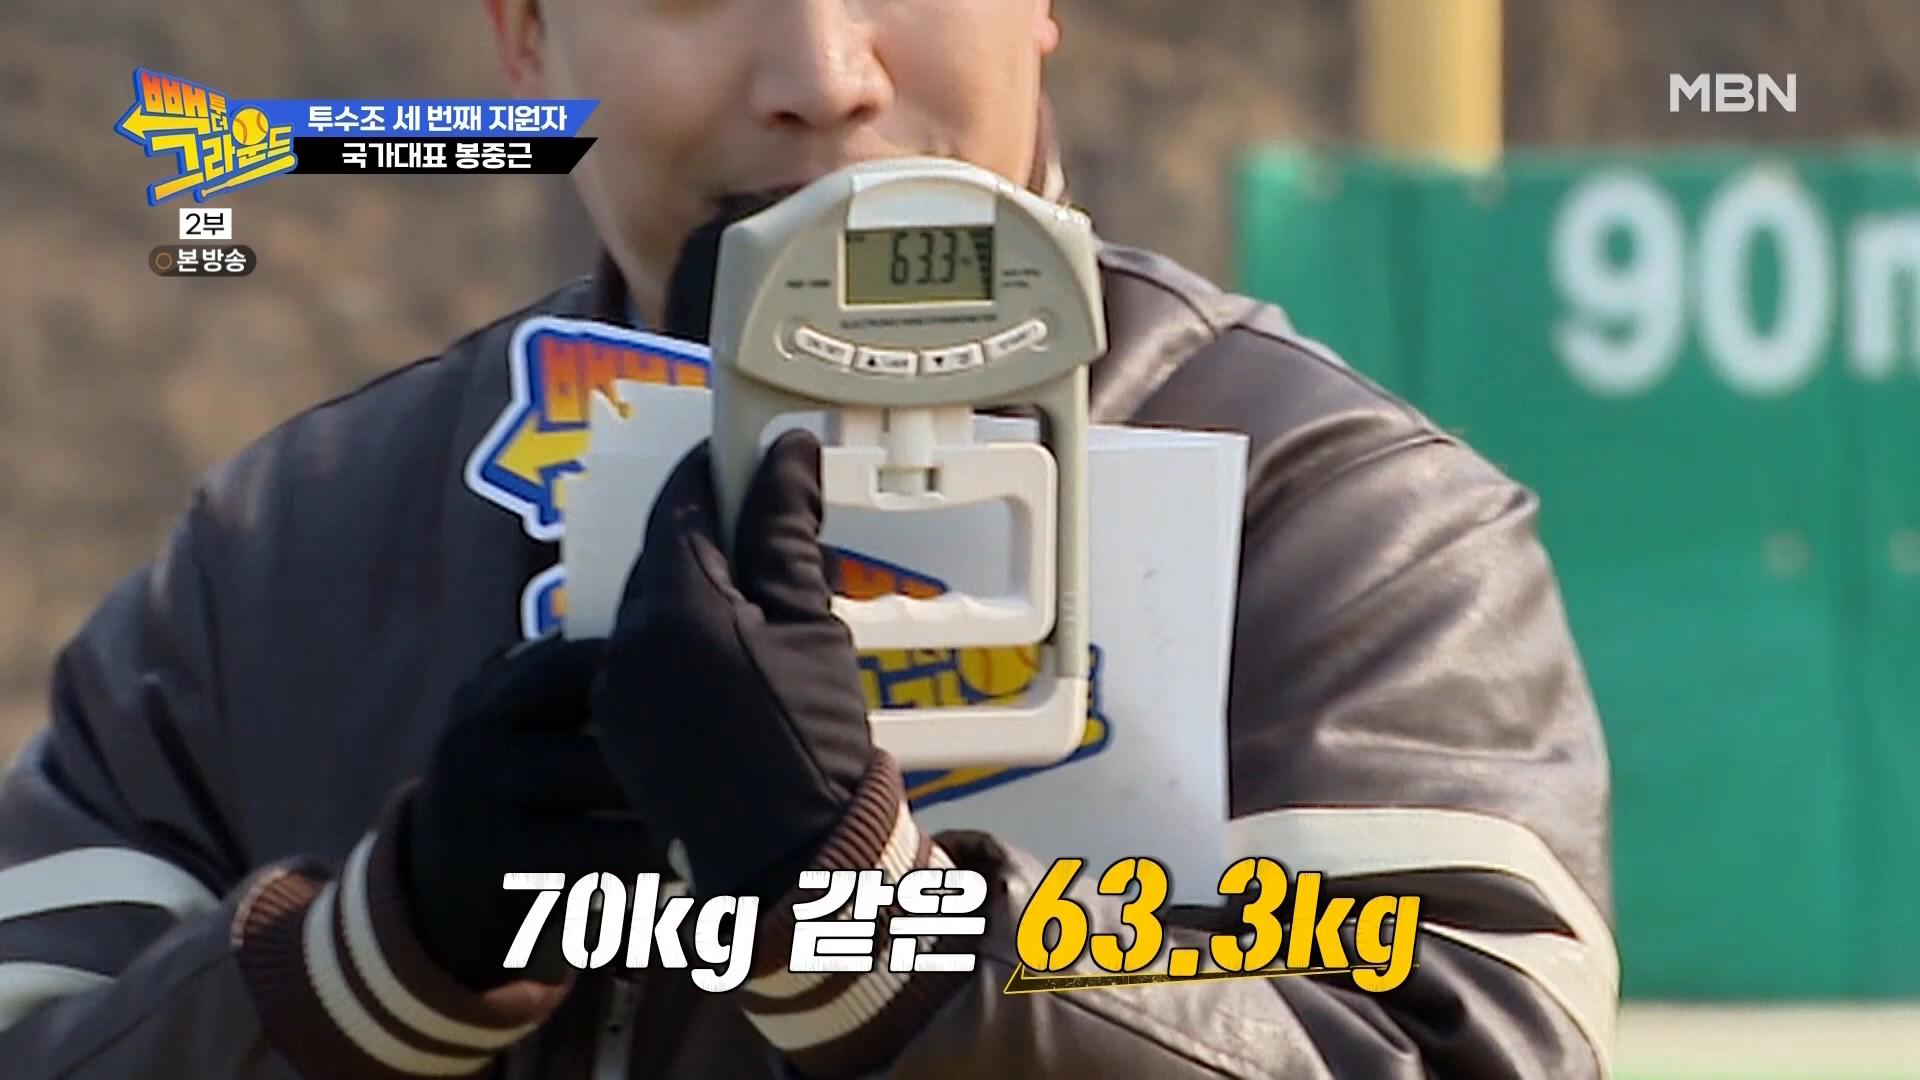 빽
투더
그라운드
투수조 세 번째 지원자
국가대표 봉중근
2부
본방송
MBN
63.3
90m
70kg 같은 63.3kg